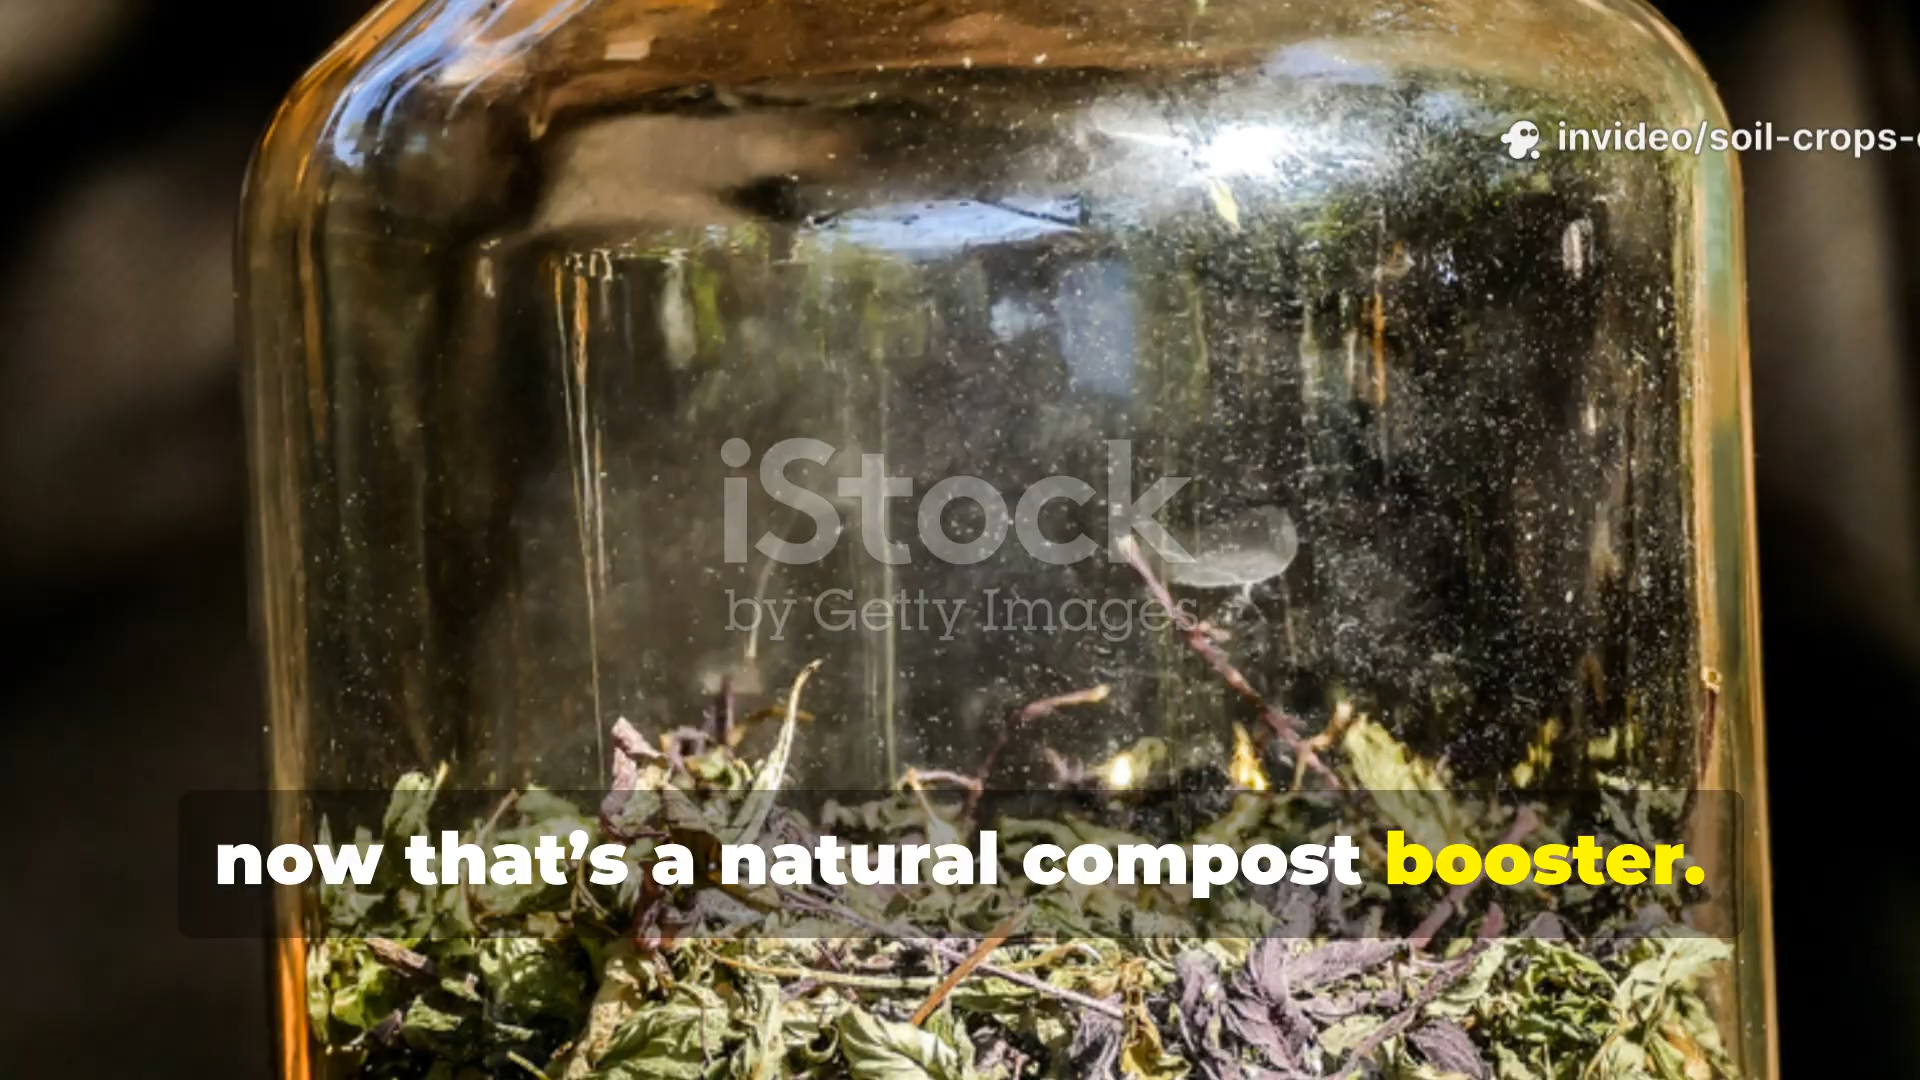 invideo/soil-crops-
iStock
by Getty Images
now that's a natural compost booster.